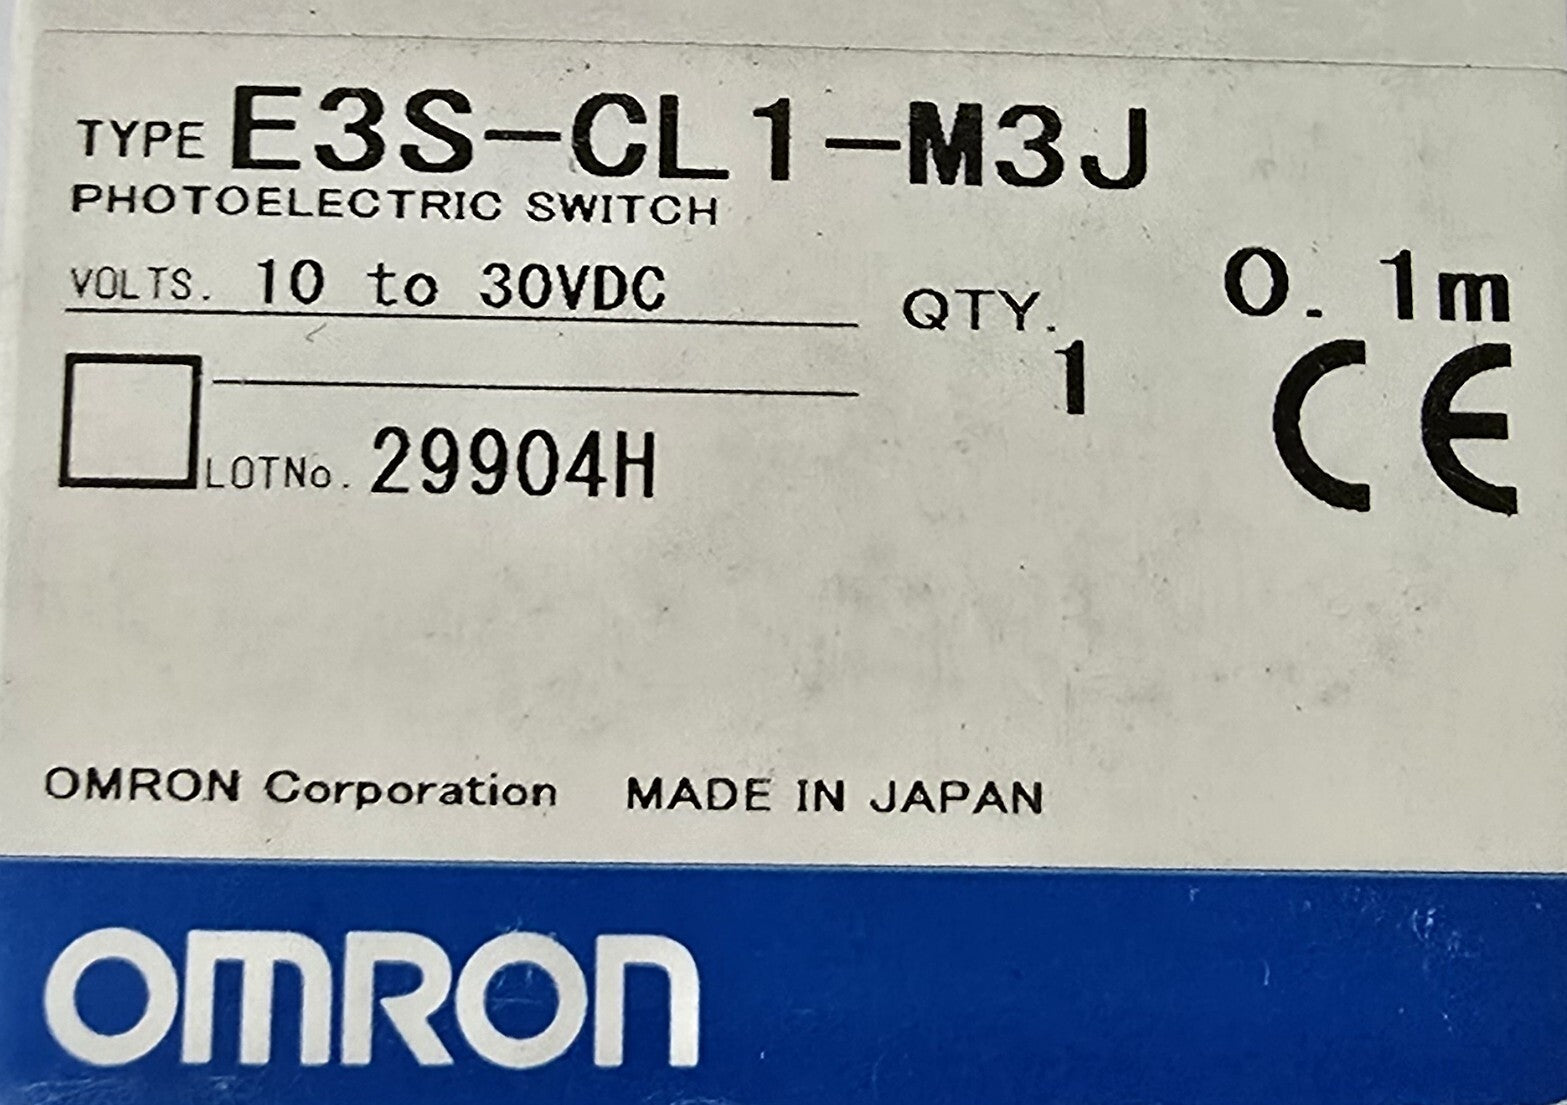 TYPE E3S-CL1-M3J
PHOTOELECTRIC SWITCH
VOLTS. 10 to 30VDC
QTY. 1
0.1m
CE
LOTNo. 29904H
OMRON Corporation MADE IN JAPAN
OMRON